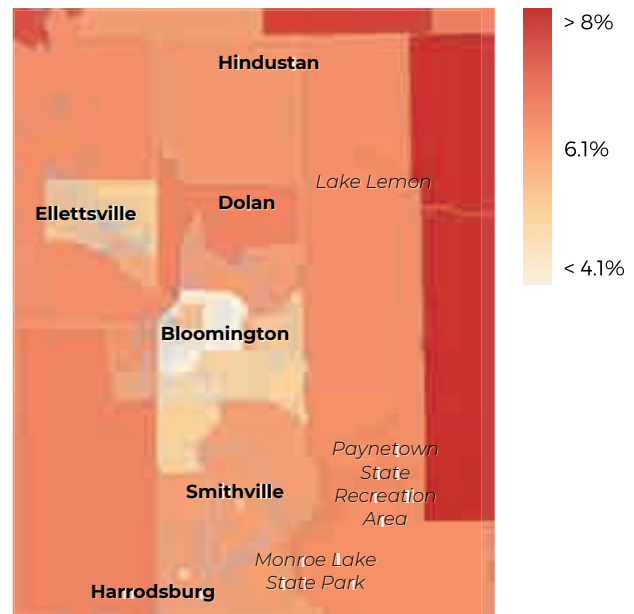 > 8%
Hindustan
6.1%
Lake Lemon
Dolan
Ellettsville
< 4.1%
Bloomington
Paynetown
State
Recreation
Area
Smithville
Monroe Lake
State Park
Harrodsburg